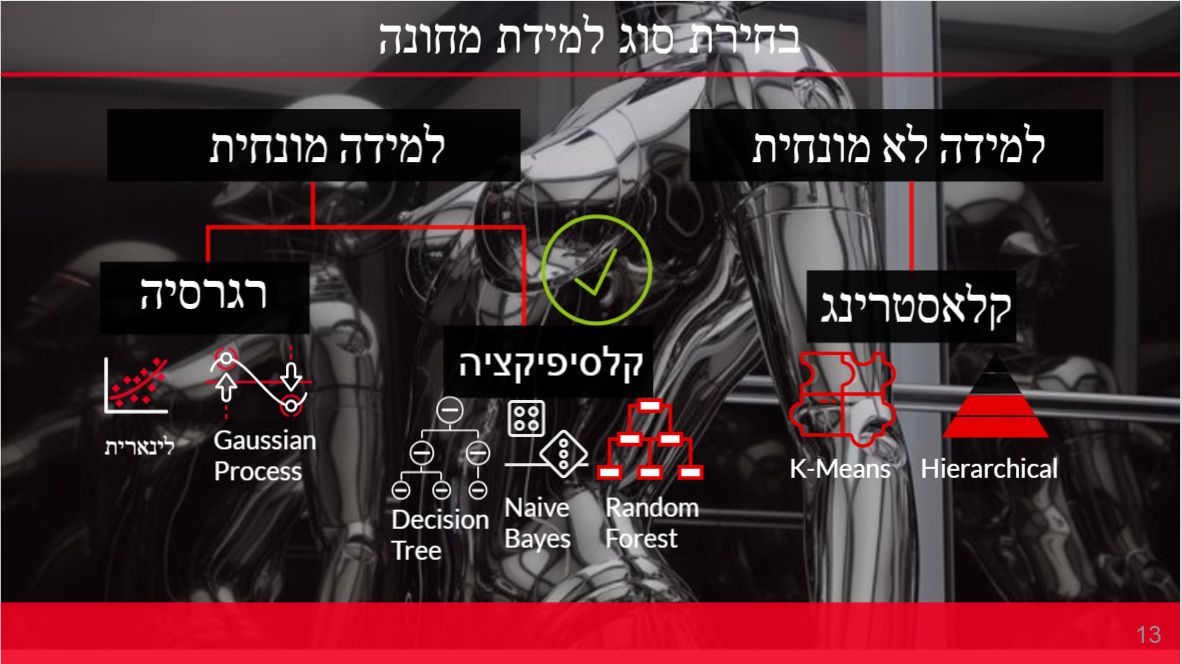 בחירת סוג למידת מחונה
למידה לא מונחית
למידה מונחית
קלאסטרינג
קלסיפיקציה
רגרסיה
לינארית
Gaussian
Process
Decision
Tree
Naive
Bayes
Random
Forest
K-Means
Hierarchical
13